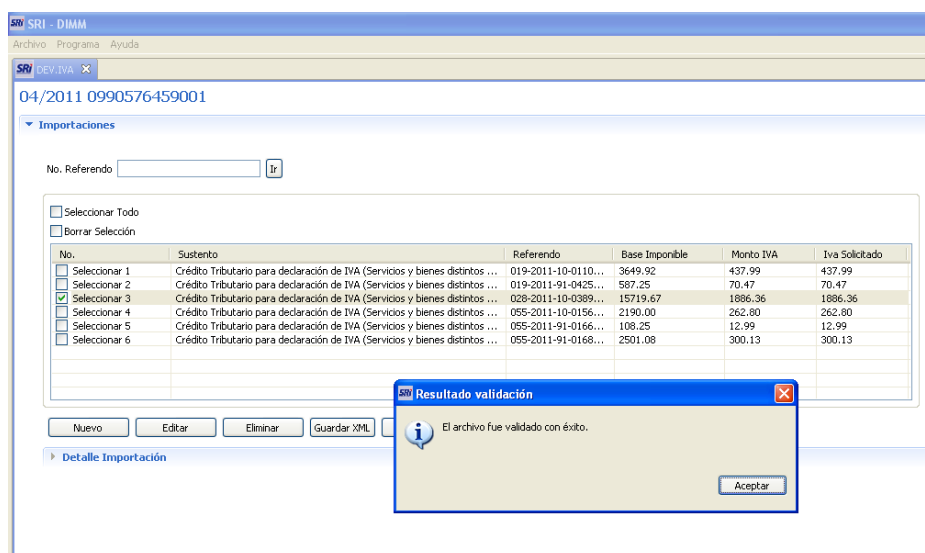 SRi SRI - DIMM
Archivo Programa Ayuda
SRi DEV.IVA
04/2011 0990576459001
Importaciones
No. Referendo Ir
Seleccionar Todo
Borrar Selección
No. Sustento Referendo Base Imponible Monto IVA Iva Solicitado
Seleccionar 1 Crédito Tributario para declaración de IVA (Servicios y bienes distintos ... 019-2011-10-0110... 3649.92 437.99 437.99
Seleccionar 2 Crédito Tributario para declaración de IVA (Servicios y bienes distintos ... 019-2011-91-0425... 587.25 70.47 70.47
Seleccionar 3 Crédito Tributario para declaración de IVA (Servicios y bienes distintos ... 028-2011-10-0389... 15719.67 1886.36 1886.36
Seleccionar 4 Crédito Tributario para declaración de IVA (Servicios y bienes distintos ... 055-2011-10-0156... 2190.00 262.80 262.80
Seleccionar 5 Crédito Tributario para declaración de IVA (Servicios y bienes distintos ... 055-2011-91-0166... 108.25 12.99 12.99
Seleccionar 6 Crédito Tributario para declaración de IVA (Servicios y bienes distintos ... 055-2011-91-0168... 2501.08 300.13 300.13
SRi Resultado validación
El archivo fue validado con éxito.
Aceptar
Nuevo Editar Eliminar Guardar XML
Detalle Importación